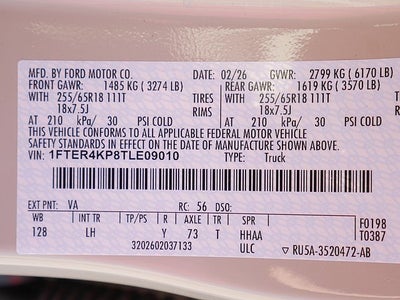 MFD. BY FORD MOTOR CO. DATE: 02/26 GVWR: 2799 KG ( 6170 LB)
FRONT GAWR: 1485 KG ( 3274 LB) REAR GAWR: 1619 KG ( 3570 LB)
WITH 255/65R18 111T TIRES WITH 255/65R18 111T TIRES
18x7.5J RIMS 18x7.5J RIMS
AT 210 kPa/ 30 PSI COLD AT 210 kPa/ 30 PSI COLD
THIS VEHICLE CONFORMS TO ALL APPLICABLE FEDERAL MOTOR VEHICLE
SAFETY STANDARDS IN EFFECT ON THE DATE OF MANUFACTURE SHOWN ABOVE.
VIN: 1FTER4KP8TLE09010 TYPE: Truck
EXT PNT: VA RC: 56 DSO:
WB INT TR TP/PS R AXLE T SPR F0198
128 LH Y 73 T HHAA T0387
3202602037133 ULC RU5A-3520472-AB